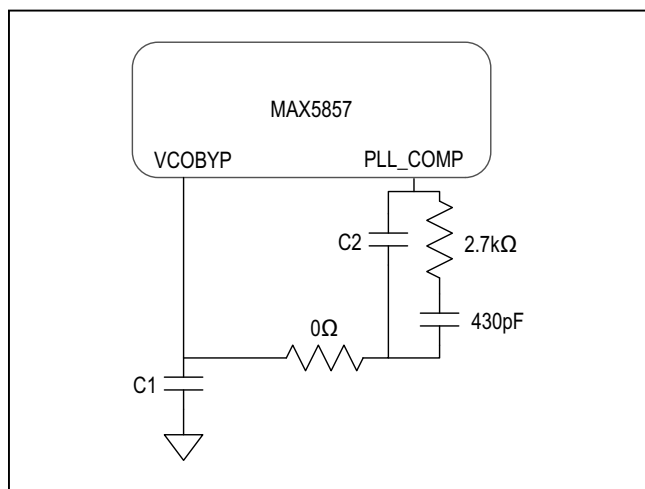 MAX5857
VCOBYP
PLL_COMP
C2
2.7kΩ
430pF
0Ω
C1